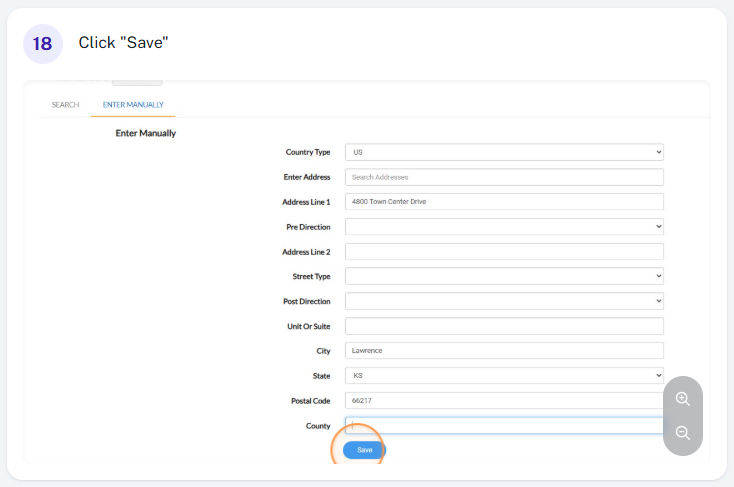 18 Click "Save"
SEARCH ENTER MANUALLY
Enter Manually
Country Type US
Enter Address Search Addresses
Address Line 1 4800 Town Center Drive
Pre Direction
Address Line 2
Street Type
Post Direction
Unit Or Suite
City Lawrence
State KS
Postal Code 66217
County
Save